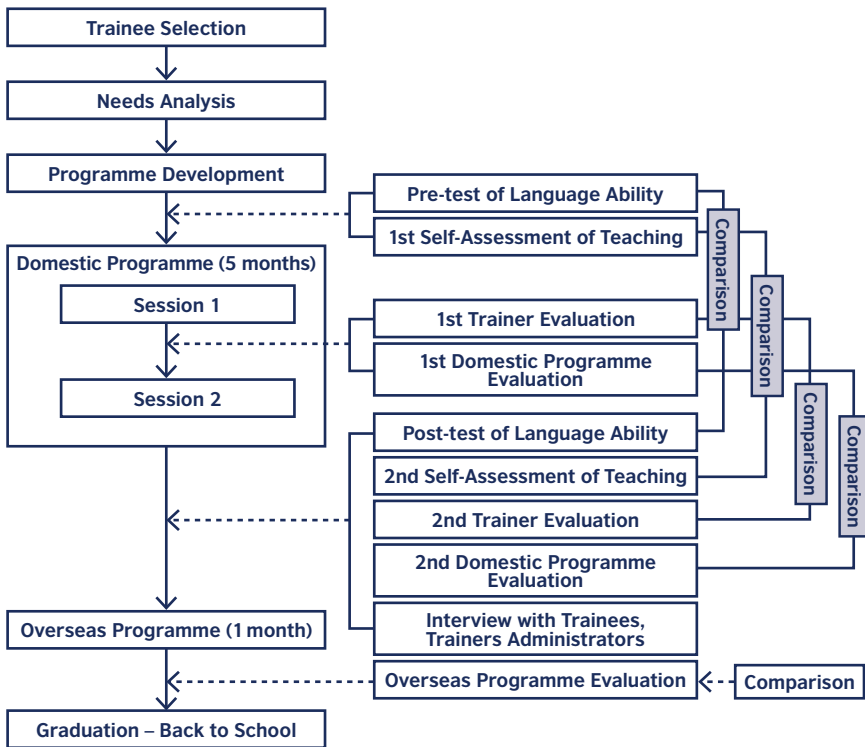 Trainee Selection
Needs Analysis
Programme Development
Domestic Programme (5 months)
Session 1
Session 2
Overseas Programme (1 month)
Graduation – Back to School
Pre-test of Language Ability
1st Self-Assessment of Teaching
1st Trainer Evaluation
1st Domestic Programme
Evaluation
Post-test of Language Ability
2nd Self-Assessment of Teaching
2nd Trainer Evaluation
2nd Domestic Programme
Evaluation
Interview with Trainees,
Trainers Administrators
Overseas Programme Evaluation
Comparison
Comparison
Comparison
Comparison
Comparison